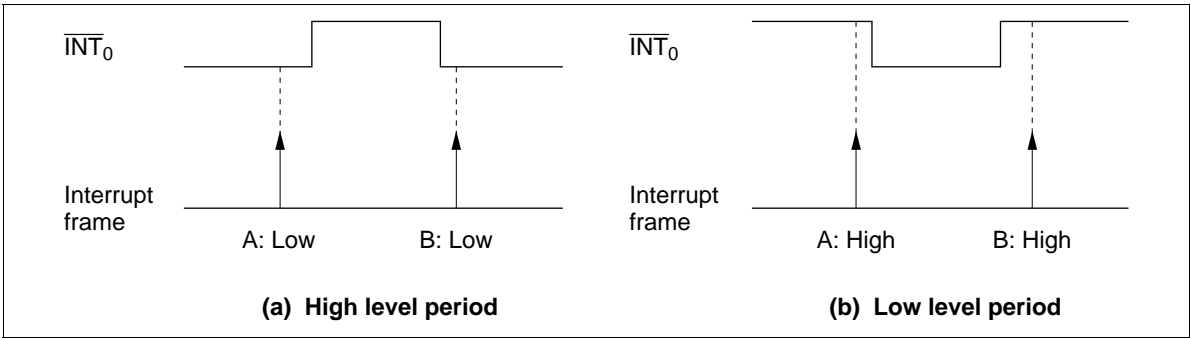 INT0
Interrupt
frame
A: Low B: Low
(a) High level period
INT0
Interrupt
frame
A: High B: High
(b) Low level period